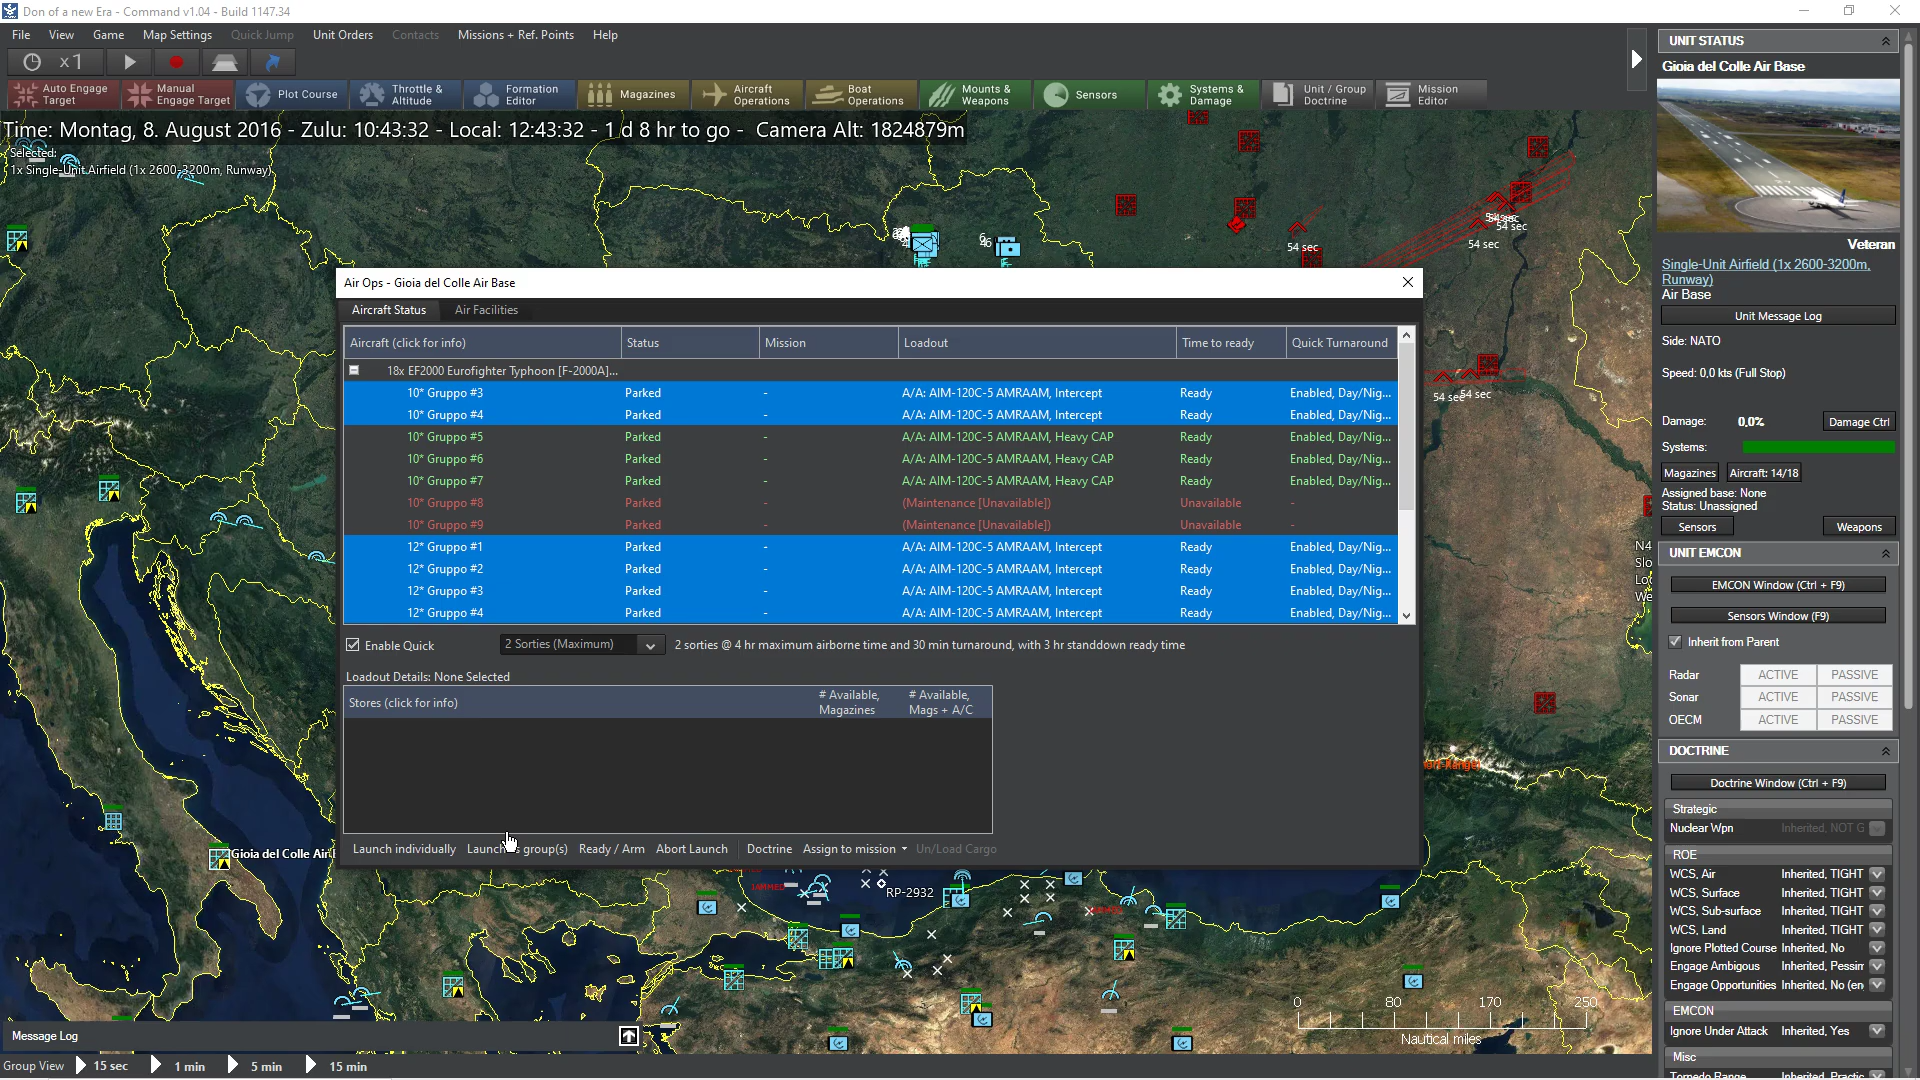 Don of a new Era - Command v1.04 - Build 1147.34
File View Game Map Settings Quick Jump Unit Orders Contacts Missions + Ref. Points Help
x 1
Auto Engage Target
Manual Engage Target
Plot Course
Throttle & Altitude
Formation Editor
Magazines
Aircraft Operations
Boat Operations
Mounts & Weapons
Sensors
Systems & Damage
Unit / Group Doctrine
Mission Editor
Time: Montag, 8. August 2016 - Zulu: 10:43:32 - Local: 12:43:32 - 1 d 8 hr to go - Camera Alt: 1824879m
Selected:
1x Single-Unit Airfield (1x 2600-3200m, Runway)
54 sec
54 sec
54 sec
54 sec
54 sec
Air Ops - Gioia del Colle Air Base
Aircraft Status Air Facilities
Aircraft (click for info) Status Mission Loadout Time to ready Quick Turnaround
18x EF2000 Eurofighter Typhoon [F-2000A]...
10° Gruppo #3 Parked - A/A: AIM-120C-5 AMRAAM, Intercept Ready Enabled, Day/Nig...
10° Gruppo #4 Parked - A/A: AIM-120C-5 AMRAAM, Intercept Ready Enabled, Day/Nig...
10° Gruppo #5 Parked - A/A: AIM-120C-5 AMRAAM, Heavy CAP Ready Enabled, Day/Nig...
10° Gruppo #6 Parked - A/A: AIM-120C-5 AMRAAM, Heavy CAP Ready Enabled, Day/Nig...
10° Gruppo #7 Parked - A/A: AIM-120C-5 AMRAAM, Heavy CAP Ready Enabled, Day/Nig...
10° Gruppo #8 Parked - (Maintenance [Unavailable]) Unavailable -
10° Gruppo #9 Parked - (Maintenance [Unavailable]) Unavailable -
12° Gruppo #1 Parked - A/A: AIM-120C-5 AMRAAM, Intercept Ready Enabled, Day/Nig...
12° Gruppo #2 Parked - A/A: AIM-120C-5 AMRAAM, Intercept Ready Enabled, Day/Nig...
12° Gruppo #3 Parked - A/A: AIM-120C-5 AMRAAM, Intercept Ready Enabled, Day/Nig...
12° Gruppo #4 Parked - A/A: AIM-120C-5 AMRAAM, Intercept Ready Enabled, Day/Nig...
Enable Quick 2 Sorties (Maximum) 2 sorties @ 4 hr maximum airborne time and 30 min turnaround, with 3 hr standdown ready time
Loadout Details: None Selected
Stores (click for info) # Available, Magazines # Available, Mags + A/C
Launch individually group(s) Ready / Arm Abort Launch Doctrine Assign to mission Un/Load Cargo
Gioia del Colle Air
JAMMED
RP-2932
0 80 170 250
Nautical miles
Message Log
Group View 15 sec 1 min 5 min 15 min
UNIT STATUS
Gioia del Colle Air Base
Veteran
Single-Unit Airfield (1x 2600-3200m,
Runway)
Air Base
Unit Message Log
Side: NATO
Speed: 0,0 kts (Full Stop)
Damage: 0,0% Damage Ctrl
Systems:
Magazines Aircraft: 14/18
Assigned base: None
Status: Unassigned
Sensors Weapons
UNIT EMCON
EMCON Window (Ctrl + F9)
Sensors Window (F9)
Inherit from Parent
Radar ACTIVE PASSIVE
Sonar ACTIVE PASSIVE
OECM ACTIVE PASSIVE
DOCTRINE
Doctrine Window (Ctrl + F9)
Strategic
Nuclear Wpn Inherited, NOT G
ROE
WCS, Air Inherited, TIGHT
WCS, Surface Inherited, TIGHT
WCS, Sub-surface Inherited, TIGHT
WCS, Land Inherited, TIGHT
Ignore Plotted Course Inherited, No
Engage Ambiguous Inherited, Pessim
Engage Opportunities Inherited, No (en
EMCON
Ignore Under Attack Inherited, Yes
Misc
Torpedo Range Inherited, Practic